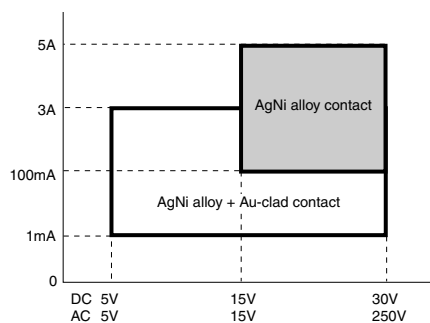 5A
AgNi alloy contact
3A
100mA
AgNi alloy + Au-clad contact
1mA
0
DC 5V 15V 30V
AC 5V 15V 250V